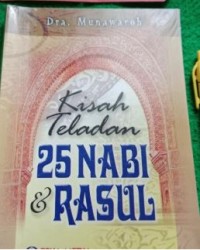 Dra. Munawaroh
Kisah
Teladan
25 NABI
& RASUL